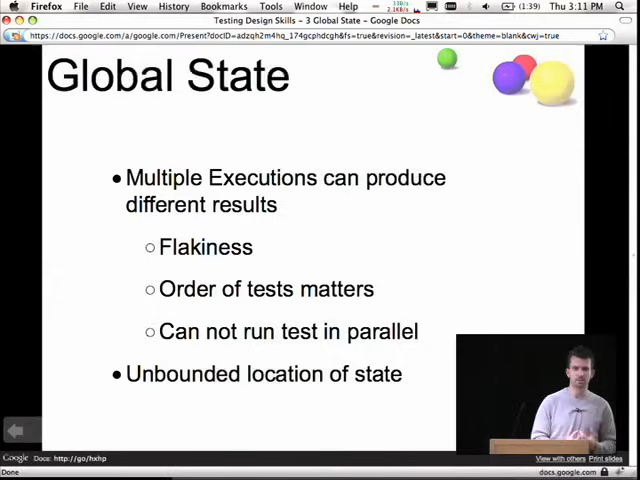 Firefox File Edit View History Bookmarks Tools Window Help (1:39) Thu 3:11 PM
Testing Design Skills - 3 Global State - Google Docs
https://docs.google.com/a/google.com/Present?docID=adzqh2m4hq_174gcphdcgh&fs=true&revision=_latest&start=0&theme=blank&cwj=true
Global State
Multiple Executions can produce
different results
Flakiness
Order of tests matters
Can not run test in parallel
Unbounded location of state
Google Docs: http://go/hxhp View with others Print slides
Done docs.google.com